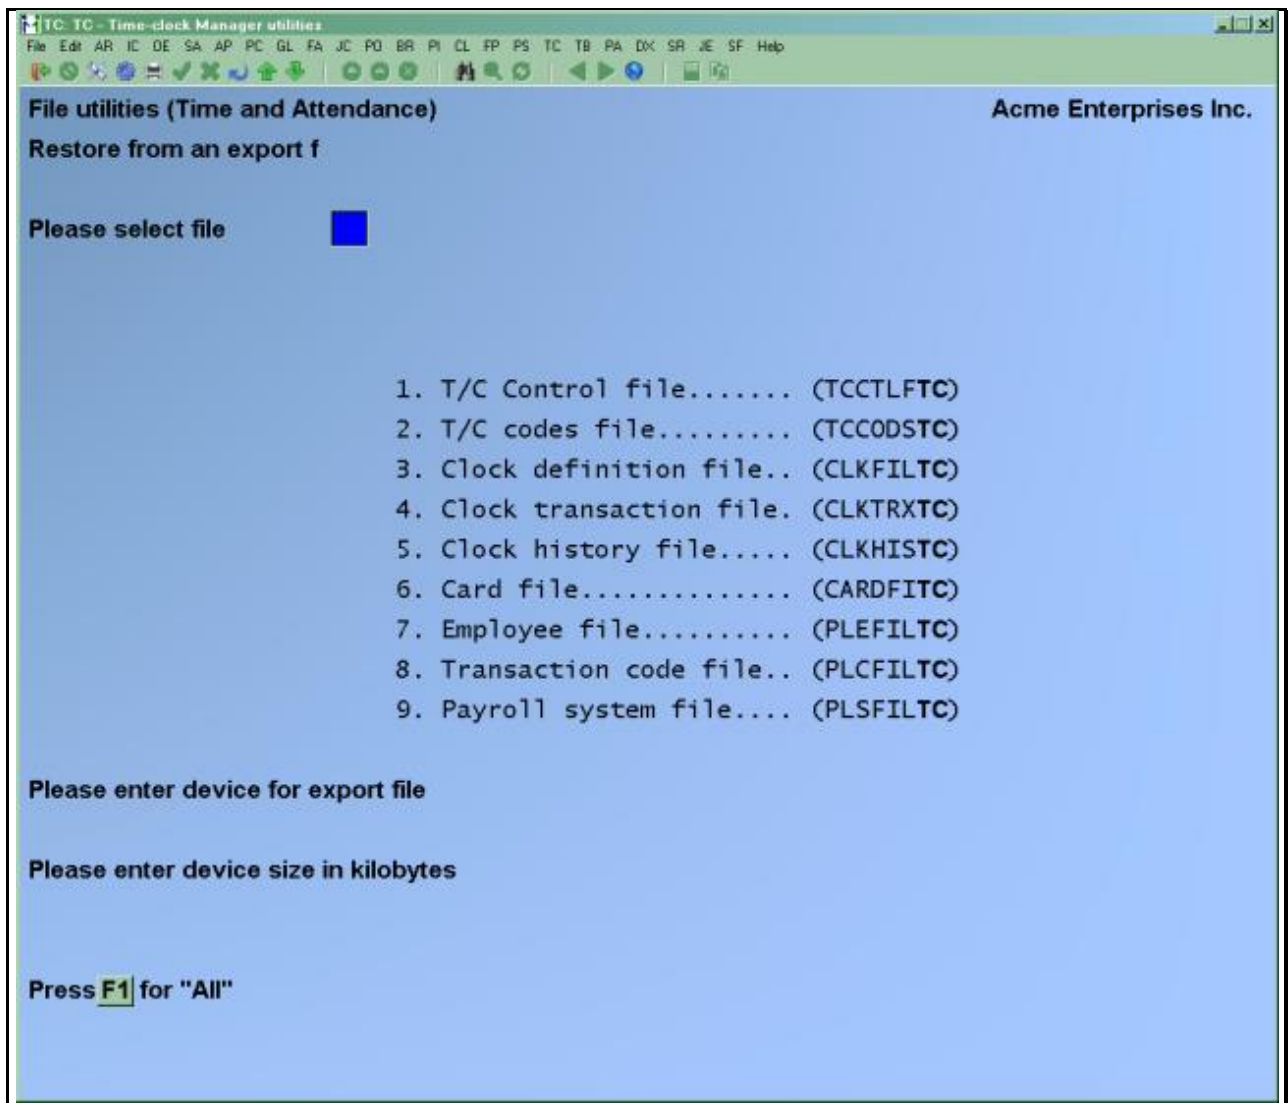 TC: TC - Time-clock Manager utilities
File Edit AR IC OE SA AP PC GL FA JC PO BR PI CL FP PS TC TB PA DX SR JE SF Help
File utilities (Time and Attendance) Acme Enterprises Inc.
Restore from an export f
Please select file
1. T/C Control file....... (TCCTLFTC)
2. T/C codes file......... (TCCODSTC)
3. Clock definition file.. (CLKFILTC)
4. Clock transaction file. (CLKTRXTC)
5. Clock history file..... (CLKHISTC)
6. Card file.............. (CARDFITC)
7. Employee file.......... (PLEFILTC)
8. Transaction code file.. (PLCFILTC)
9. Payroll system file.... (PLSFILTC)
Please enter device for export file
Please enter device size in kilobytes
Press F1 for "All"